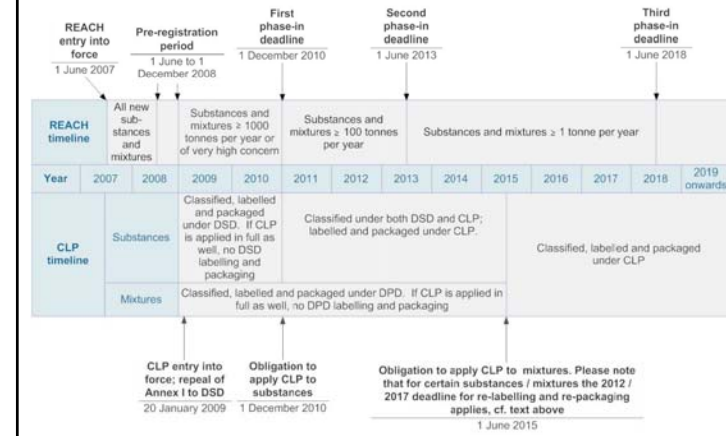 REACH
entry into
force
1 June 2007
Pre-registration
period
1 June to 1
December 2008
First
phase-in
deadline
1 December 2010
Second
phase-in
deadline
1 June 2013
Third
phase-in
deadline
1 June 2018
REACH
timeline
All new
sub-
stances
and
mixtures
Substances and
mixtures ≥ 1000
tonnes per year or
of very high concern
Substances and
mixtures ≥ 100 tonnes
per year
Substances and mixtures ≥ 1 tonne per year
Year 2007 2008 2009 2010 2011 2012 2013 2014 2015 2016 2017 2018 2019
onwards
CLP
timeline
Substances
Classified, labelled
and packaged
under DSD. If CLP
is applied in full as
well, no DSD
labelling and
packaging
Classified under both DSD and CLP;
labelled and packaged under CLP.
Classified, labelled and packaged
under CLP
Mixtures
Classified, labelled and packaged under DPD. If CLP is applied in
full as well, no DPD labelling and packaging
CLP entry into
force; repeal of
Annex I to DSD
20 January 2009
Obligation to
apply CLP to
substances
1 December 2010
Obligation to apply CLP to mixtures. Please note
that for certain substances / mixtures the 2012 /
2017 deadline for re-labelling and re-packaging
applies, cf. text above
1 June 2015